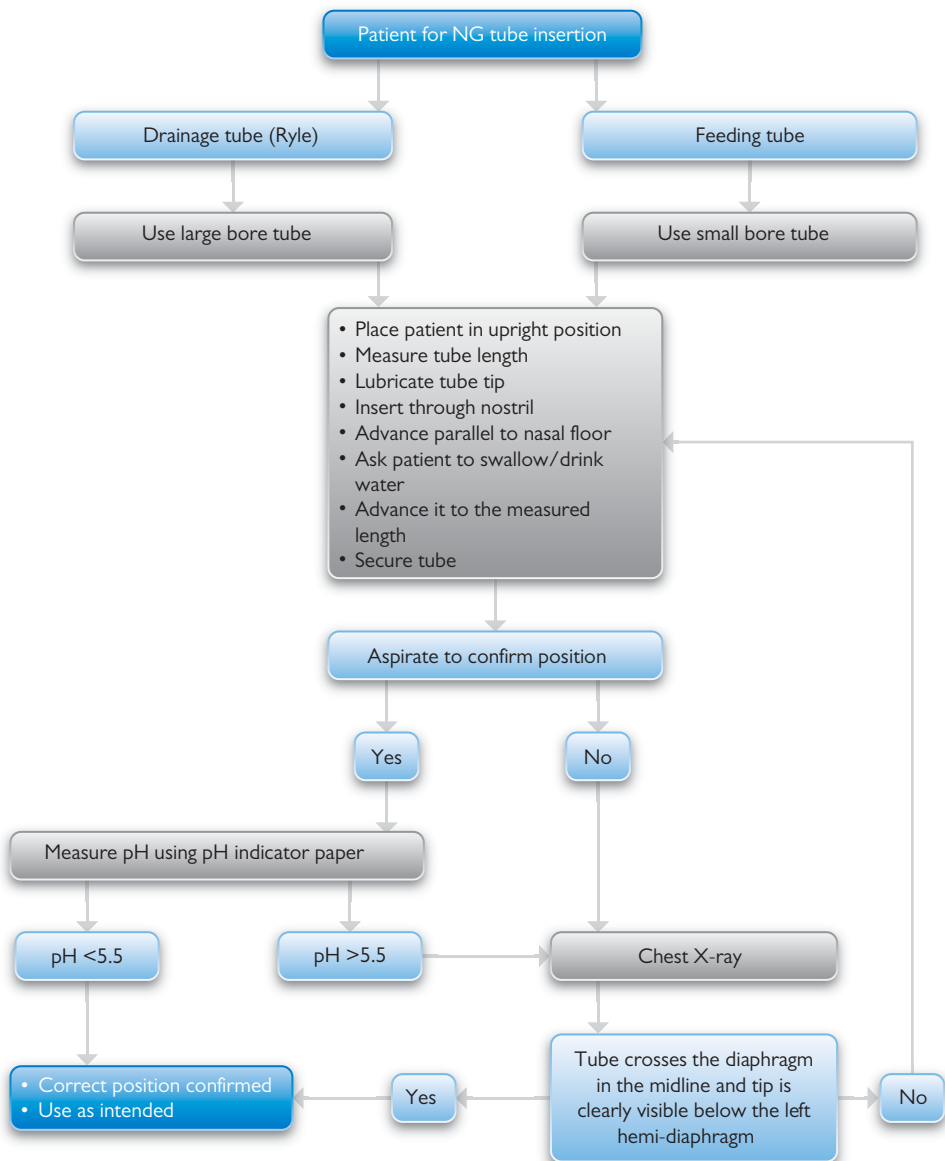 Patient for NG tube insertion
Drainage tube (Ryle)
Feeding tube
Use large bore tube
Use small bore tube
• Place patient in upright position
• Measure tube length
• Lubricate tube tip
• Insert through nostril
• Advance parallel to nasal floor
• Ask patient to swallow/drink
water
• Advance it to the measured
length
• Secure tube
Aspirate to confirm position
Yes
No
Measure pH using pH indicator paper
pH <5.5
pH >5.5
Chest X-ray
• Correct position confirmed
• Use as intended
Yes
Tube crosses the diaphragm
in the midline and tip is
clearly visible below the left
hemi-diaphragm
No